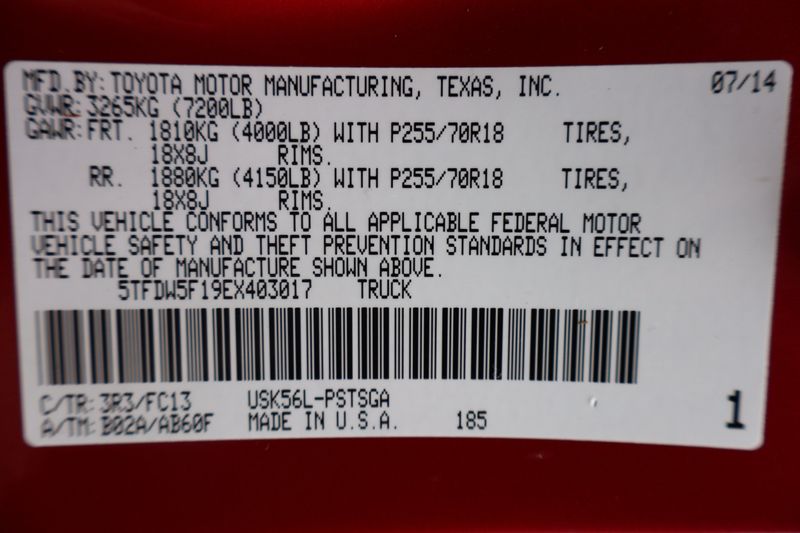 MFD.BY: TOYOTA MOTOR MANUFACTURING, TEXAS, INC. 07/14
GVWR: 3265KG (7200LB)
GAWR: FRT. 1810KG (4000LB) WITH P255/70R18 TIRES,
18X8J RIMS.
RR. 1880KG (4150LB) WITH P255/70R18 TIRES,
18X8J RIMS.
THIS VEHICLE CONFORMS TO ALL APPLICABLE FEDERAL MOTOR
VEHICLE SAFETY AND THEFT PREVENTION STANDARDS IN EFFECT ON
THE DATE OF MANUFACTURE SHOWN ABOVE.
5TFDW5F19EX403017 TRUCK
C/TR: 3R3/FC13 USK56L-PSTSGA
A/TM: B02A/AB60F MADE IN U.S.A. 185 1